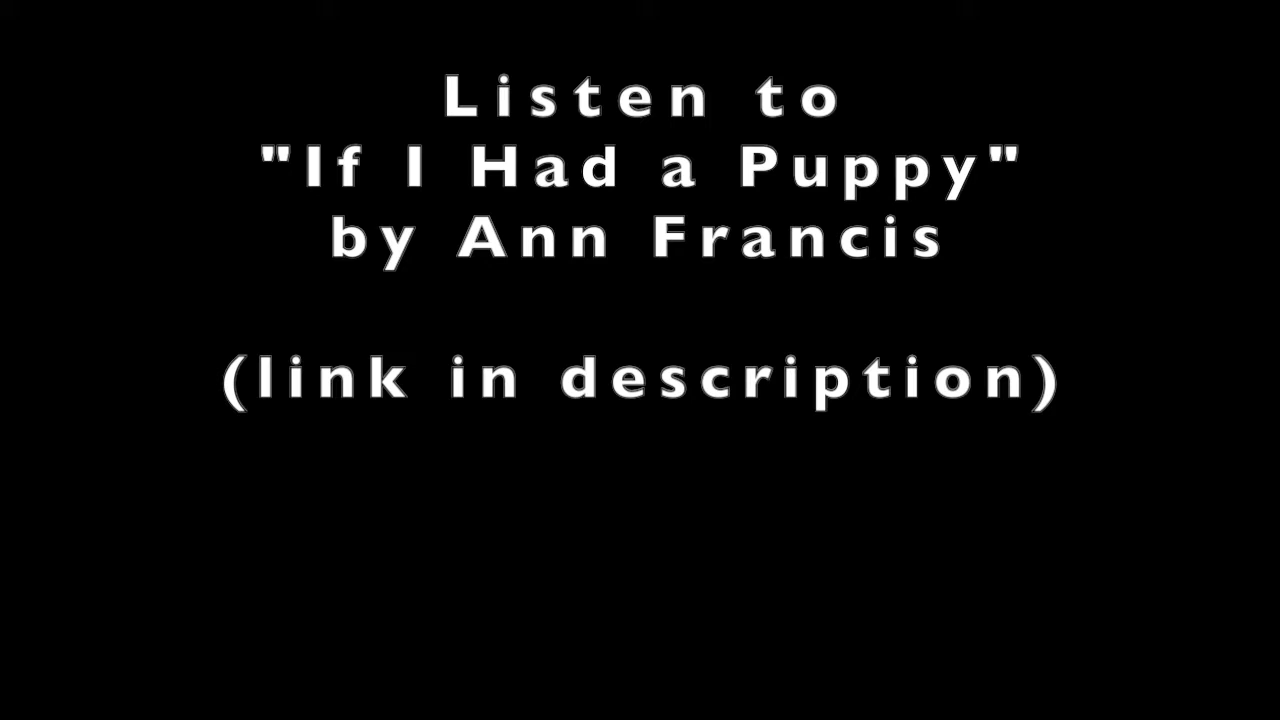 Listen to
"If I Had a Puppy"
by Ann Francis
(link in description)